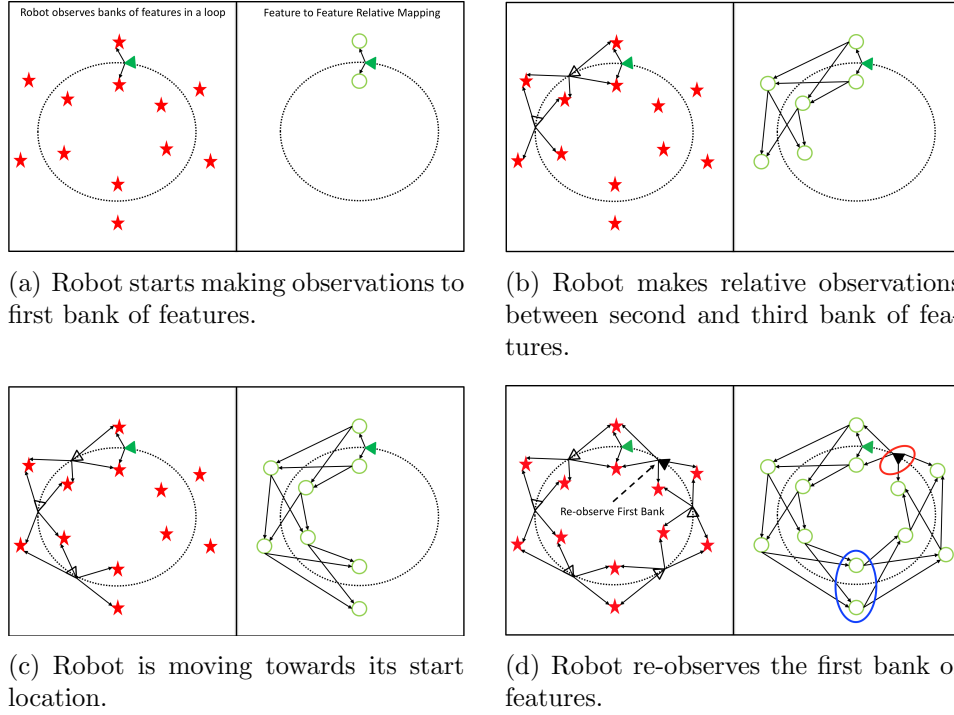 Robot observes banks of features in a loop
Feature to Feature Relative Mapping
(a) Robot starts making observations to
first bank of features.
(b) Robot makes relative observations
between second and third bank of fea-
tures.
Re-observe First Bank
(c) Robot is moving towards its start
location.
(d) Robot re-observes the first bank o
features.